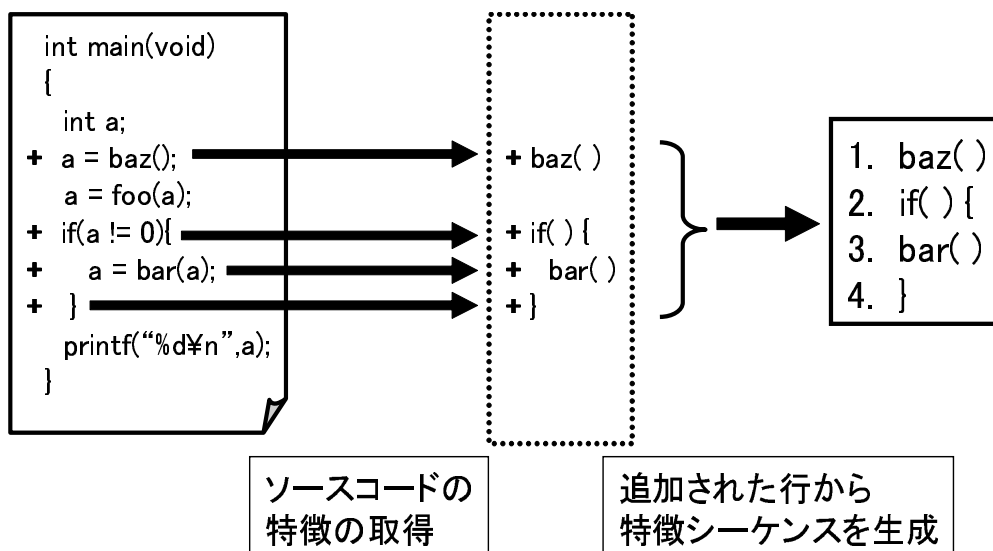 int main(void)
{
int a;
+ a = baz();
a = foo(a);
+ if(a != 0){
+ a = bar(a);
+ }
printf(“%d¥n”,a);
}
+ baz( )
+ if( ) {
+ bar( )
+ }
1. baz( )
2. if( ) {
3. bar( )
4. }
ソースコードの
特徴の取得
追加された行から
特徴シーケンスを生成